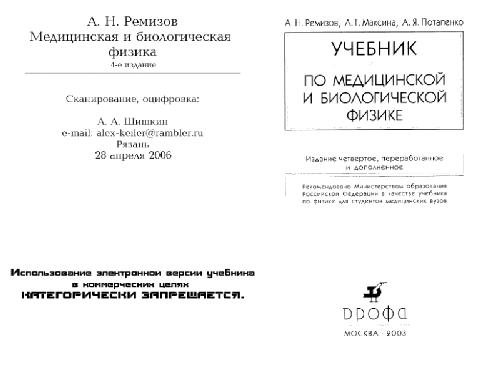 А. Н. Ремизов
Медицинская и биологическая
физика
4-е издание
Сканирование, оцифровка:
А. А. Шишкин
e-mail: alex-keiler@rambler.ru
Рязань
28 апреля 2006
Использование электронной версии учебника
в коммерческих целях
КАТЕГОРИЧЕСКИ ЗАПРЕЩАЕТСЯ.
А. Н. Ремизов, А. Г. Максина, А. Я. Потапенко
УЧЕБНИК
ПО МЕДИЦИНСКОЙ
И БИОЛОГИЧЕСКОЙ
ФИЗИКЕ
Издание четвертое, переработанное
и дополненное
Рекомендовано Министерством образования
Российской Федерации в качестве учебника
по физике для студентов медицинских вузов
ДРОФА
МОСКВА · 2003